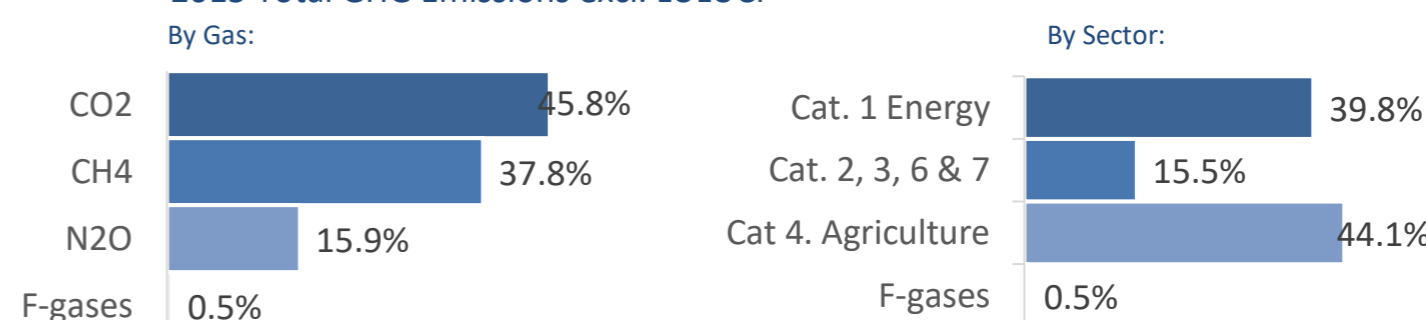 By Gas:
CO2 45.8%
CH4 37.8%
N2O 15.9%
F-gases 0.5%
By Sector:
Cat. 1 Energy 39.8%
Cat. 2, 3, 6 & 7 15.5%
Cat 4. Agriculture 44.1%
F-gases 0.5%